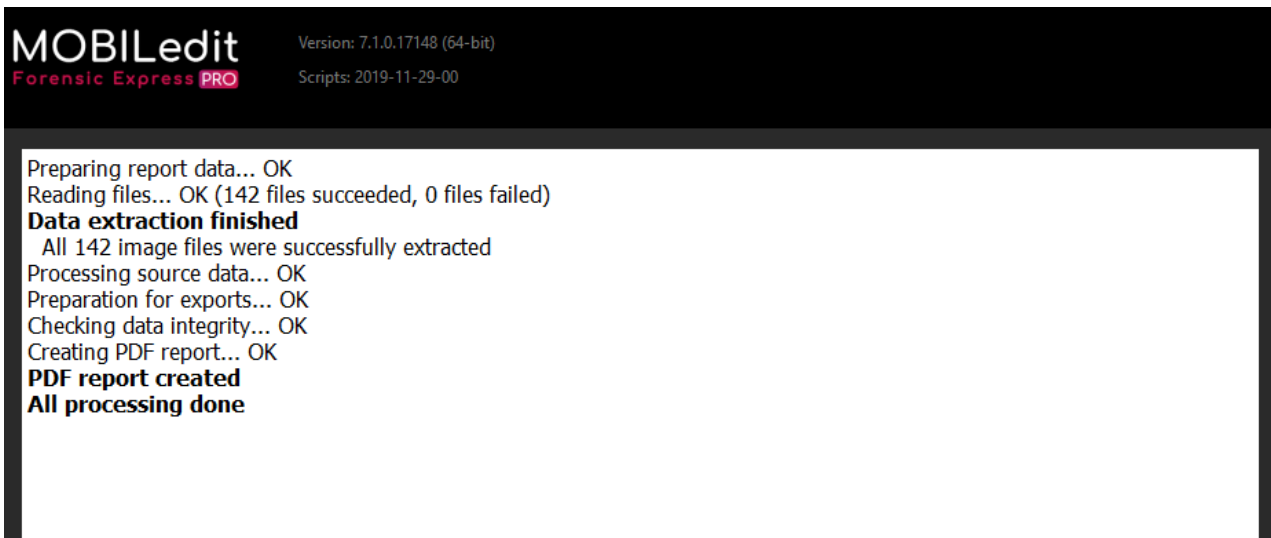 MOBILedit
Forensic Express PRO
Version: 7.1.0.17148 (64-bit)
Scripts: 2019-11-29-00
Preparing report data... OK
Reading files... OK (142 files succeeded, 0 files failed)
Data extraction finished
All 142 image files were successfully extracted
Processing source data... OK
Preparation for exports... OK
Checking data integrity... OK
Creating PDF report... OK
PDF report created
All processing done